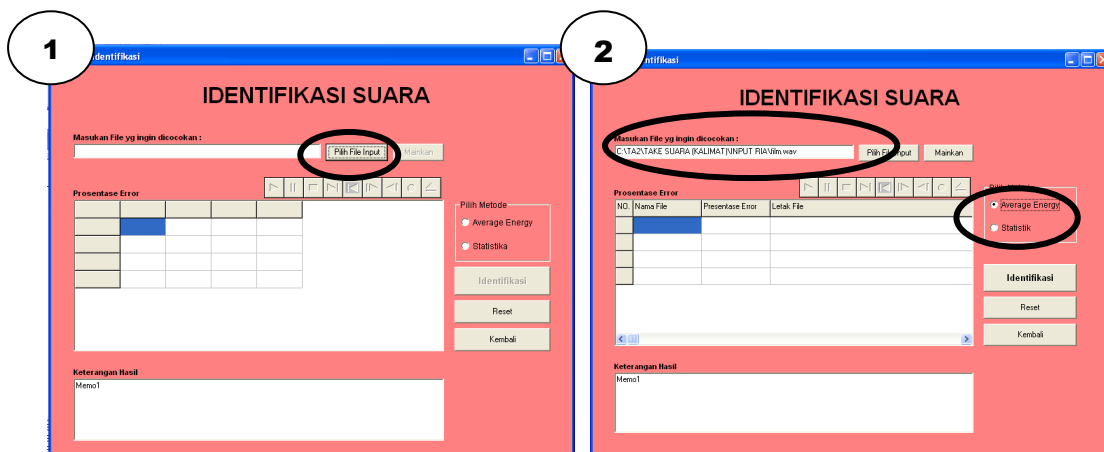 1
dentifikasi
IDENTIFIKASI SUARA
Masukan File yg ingin dicocokan :
Pilih File Input
Mainkan
Prosentase Error
Pilih Metode
Average Energy
Statistika
Identifikasi
Reset
Kembali
Keterangan Hasil
Memo1
2
ntifikasi
IDENTIFIKASI SUARA
Masukan File yg ingin dicocokan :
C:\TA2\TAKE SUARA (KALIMAT)\INPUT RIA\film.wav
Pilih File Input
Mainkan
Prosentase Error
NO. Nama File Presentase Error Letak File
Average Energy
Statistik
Identifikasi
Reset
Kembali
Keterangan Hasil
Memo1